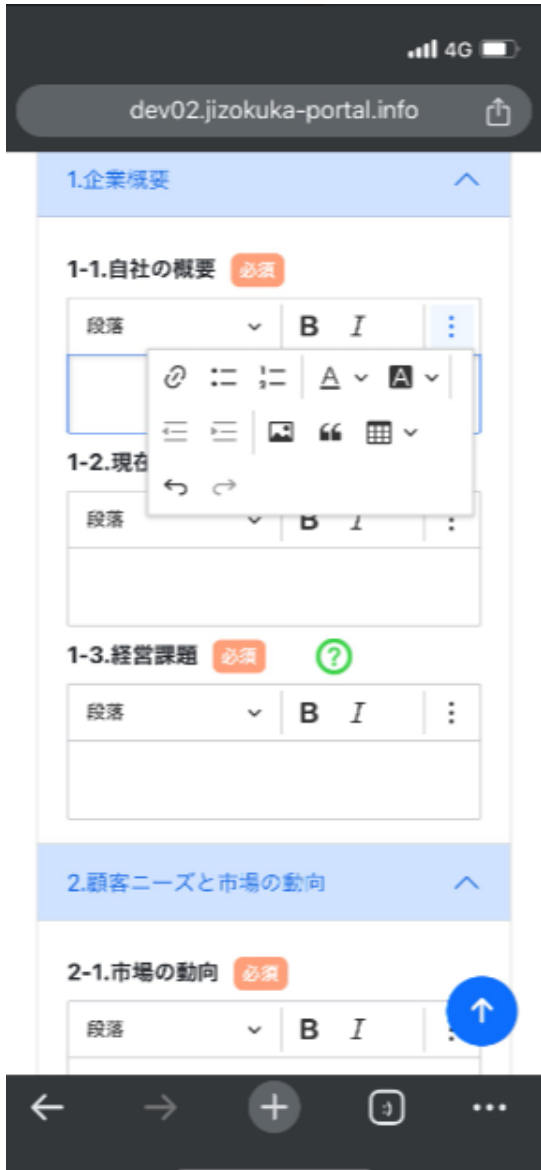 4G
dev02.jizokuka-portal.info
1.企業概要
1-1.自社の概要 必須
段落 B I
A A
1-2.現在
段落 B I
1-3.経営課題 必須 ?
段落 B I
2.顧客ニーズと市場の動向
2-1.市場の動向 必須
段落 B I
:)